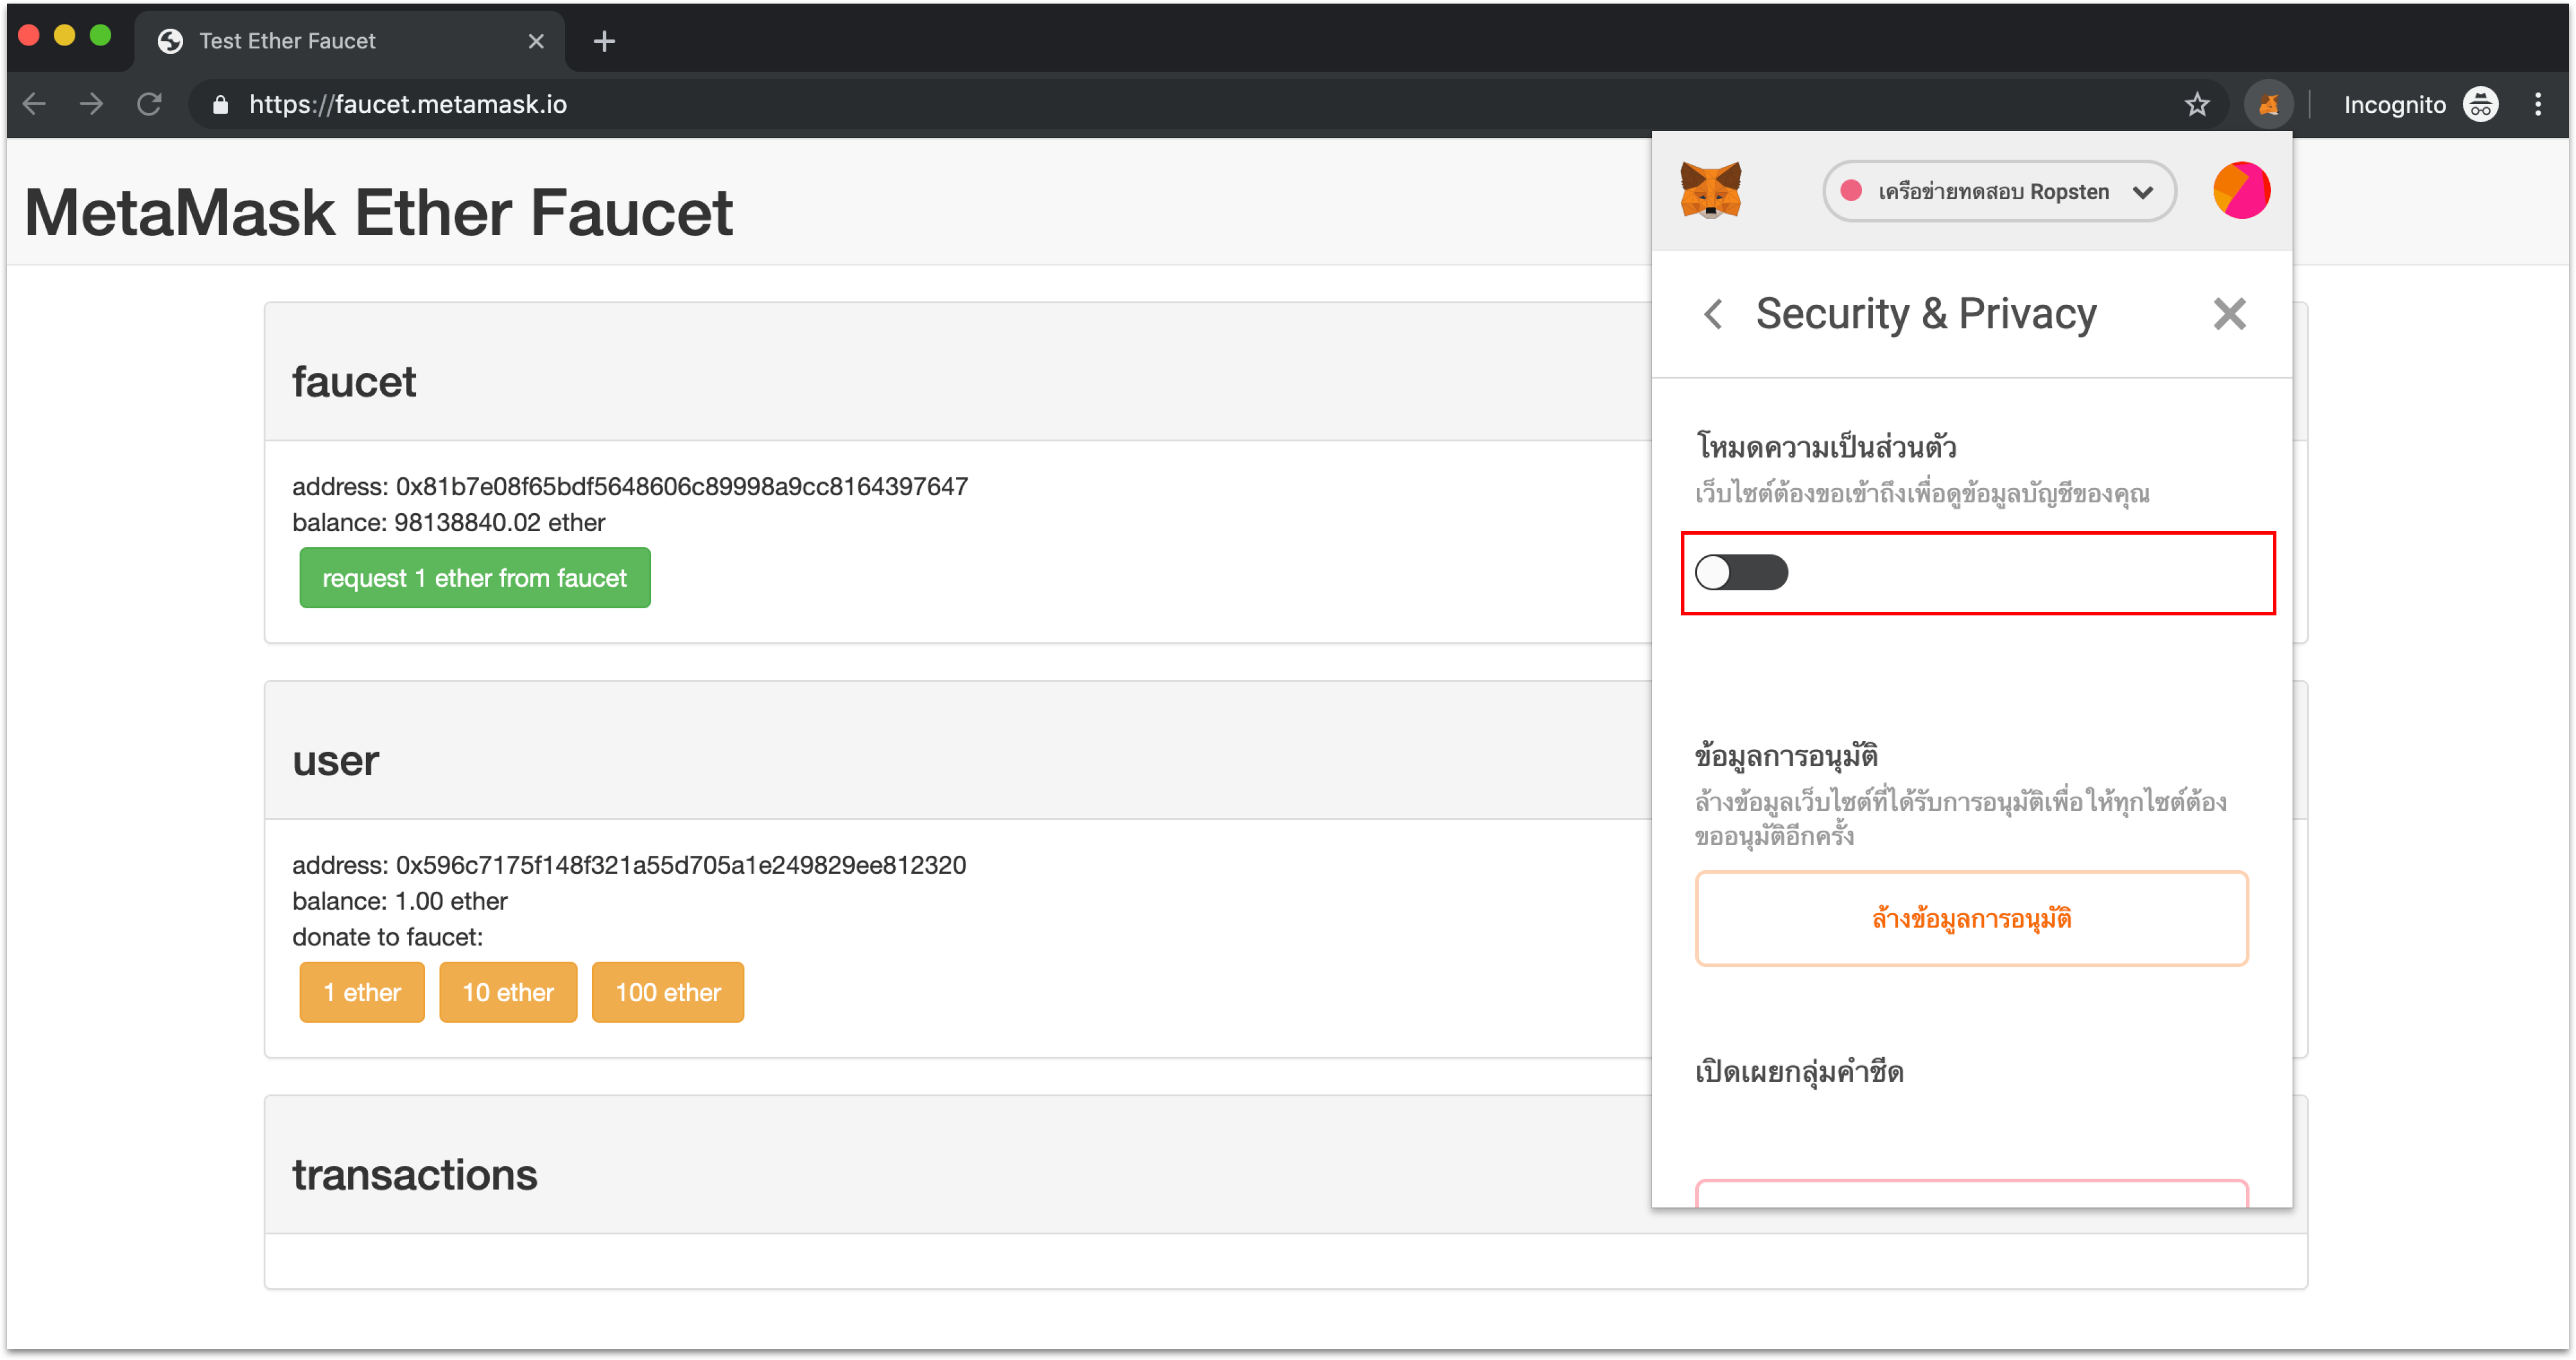 Test Ether Faucet
https://faucet.metamask.io
Incognito
MetaMask Ether Faucet
faucet
address: 0x81b7e08f65bdf5648606c89998a9cc8164397647
balance: 98138840.02 ether
request 1 ether from faucet
user
address: 0x596c7175f148f321a55d705a1e249829ee812320
balance: 1.00 ether
donate to faucet:
1 ether
10 ether
100 ether
transactions
เครือข่ายทดสอบ Ropsten
Security & Privacy
โหมดความเป็นส่วนตัว
เว็บไซต์ต้องขอเข้าถึงเพื่อดูข้อมูลบัญชีของคุณ
ข้อมูลการอนุมัติ
ล้างข้อมูลเว็บไซต์ที่ได้รับการอนุมัติเพื่อให้ทุกไซต์ต้อง
ขออนุมัติอีกครั้ง
ล้างข้อมูลการอนุมัติ
เปิดเผยกลุ่มคำชีด